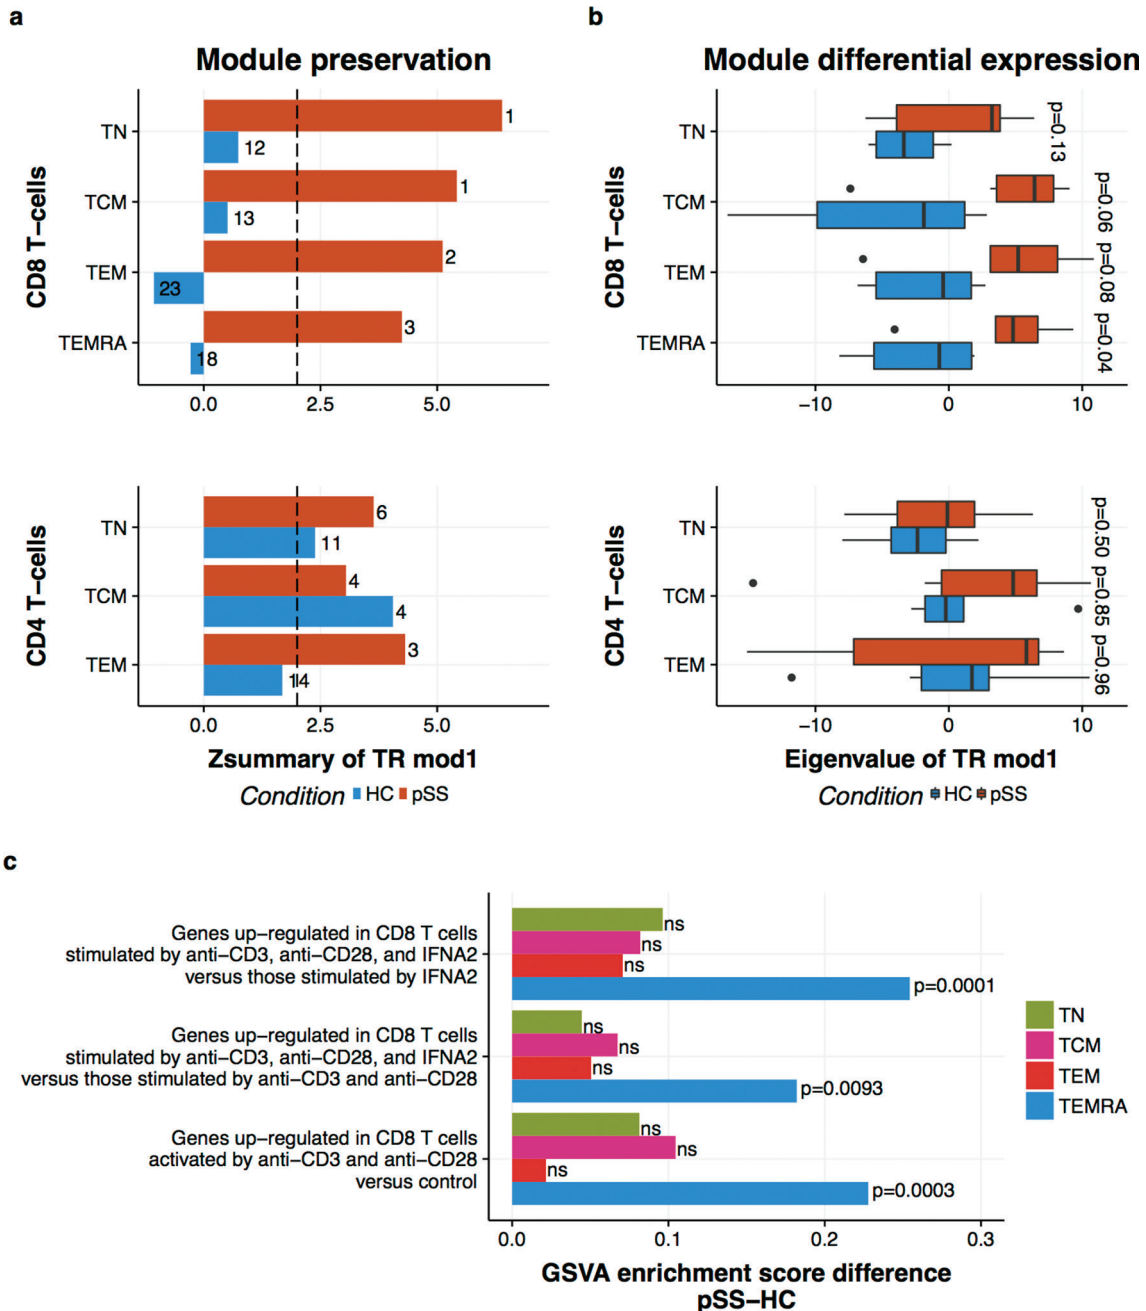 a
Module preservation
CD8 T−cells
TN
TCM
TEM
TEMRA
1
12
1
13
2
23
3
18
0.0 2.5 5.0
CD4 T−cells
TN
TCM
TEM
6
11
4
4
3
14
0.0 2.5 5.0
Zsummary of TR mod1
Condition HC pSS
b
Module differential expression
CD8 T−cells
TN
TCM
TEM
TEMRA
p=0.13
p=0.06
p=0.08
p=0.04
−10 0 10
CD4 T−cells
TN
TCM
TEM
p=0.50
p=0.85
p=0.96
−10 0 10
Eigenvalue of TR mod1
Condition HC pSS
c
Genes up−regulated in CD8 T cells
stimulated by anti−CD3, anti−CD28, and IFNA2
versus those stimulated by IFNA2
ns
ns
ns
p=0.0001
Genes up−regulated in CD8 T cells
stimulated by anti−CD3, anti−CD28, and IFNA2
versus those stimulated by anti−CD3 and anti−CD28
ns
ns
ns
p=0.0093
Genes up−regulated in CD8 T cells
activated by anti−CD3 and anti−CD28
versus control
ns
ns
ns
p=0.0003
0.0 0.1 0.2 0.3
GSVA enrichment score difference
pSS−HC
TN
TCM
TEM
TEMRA